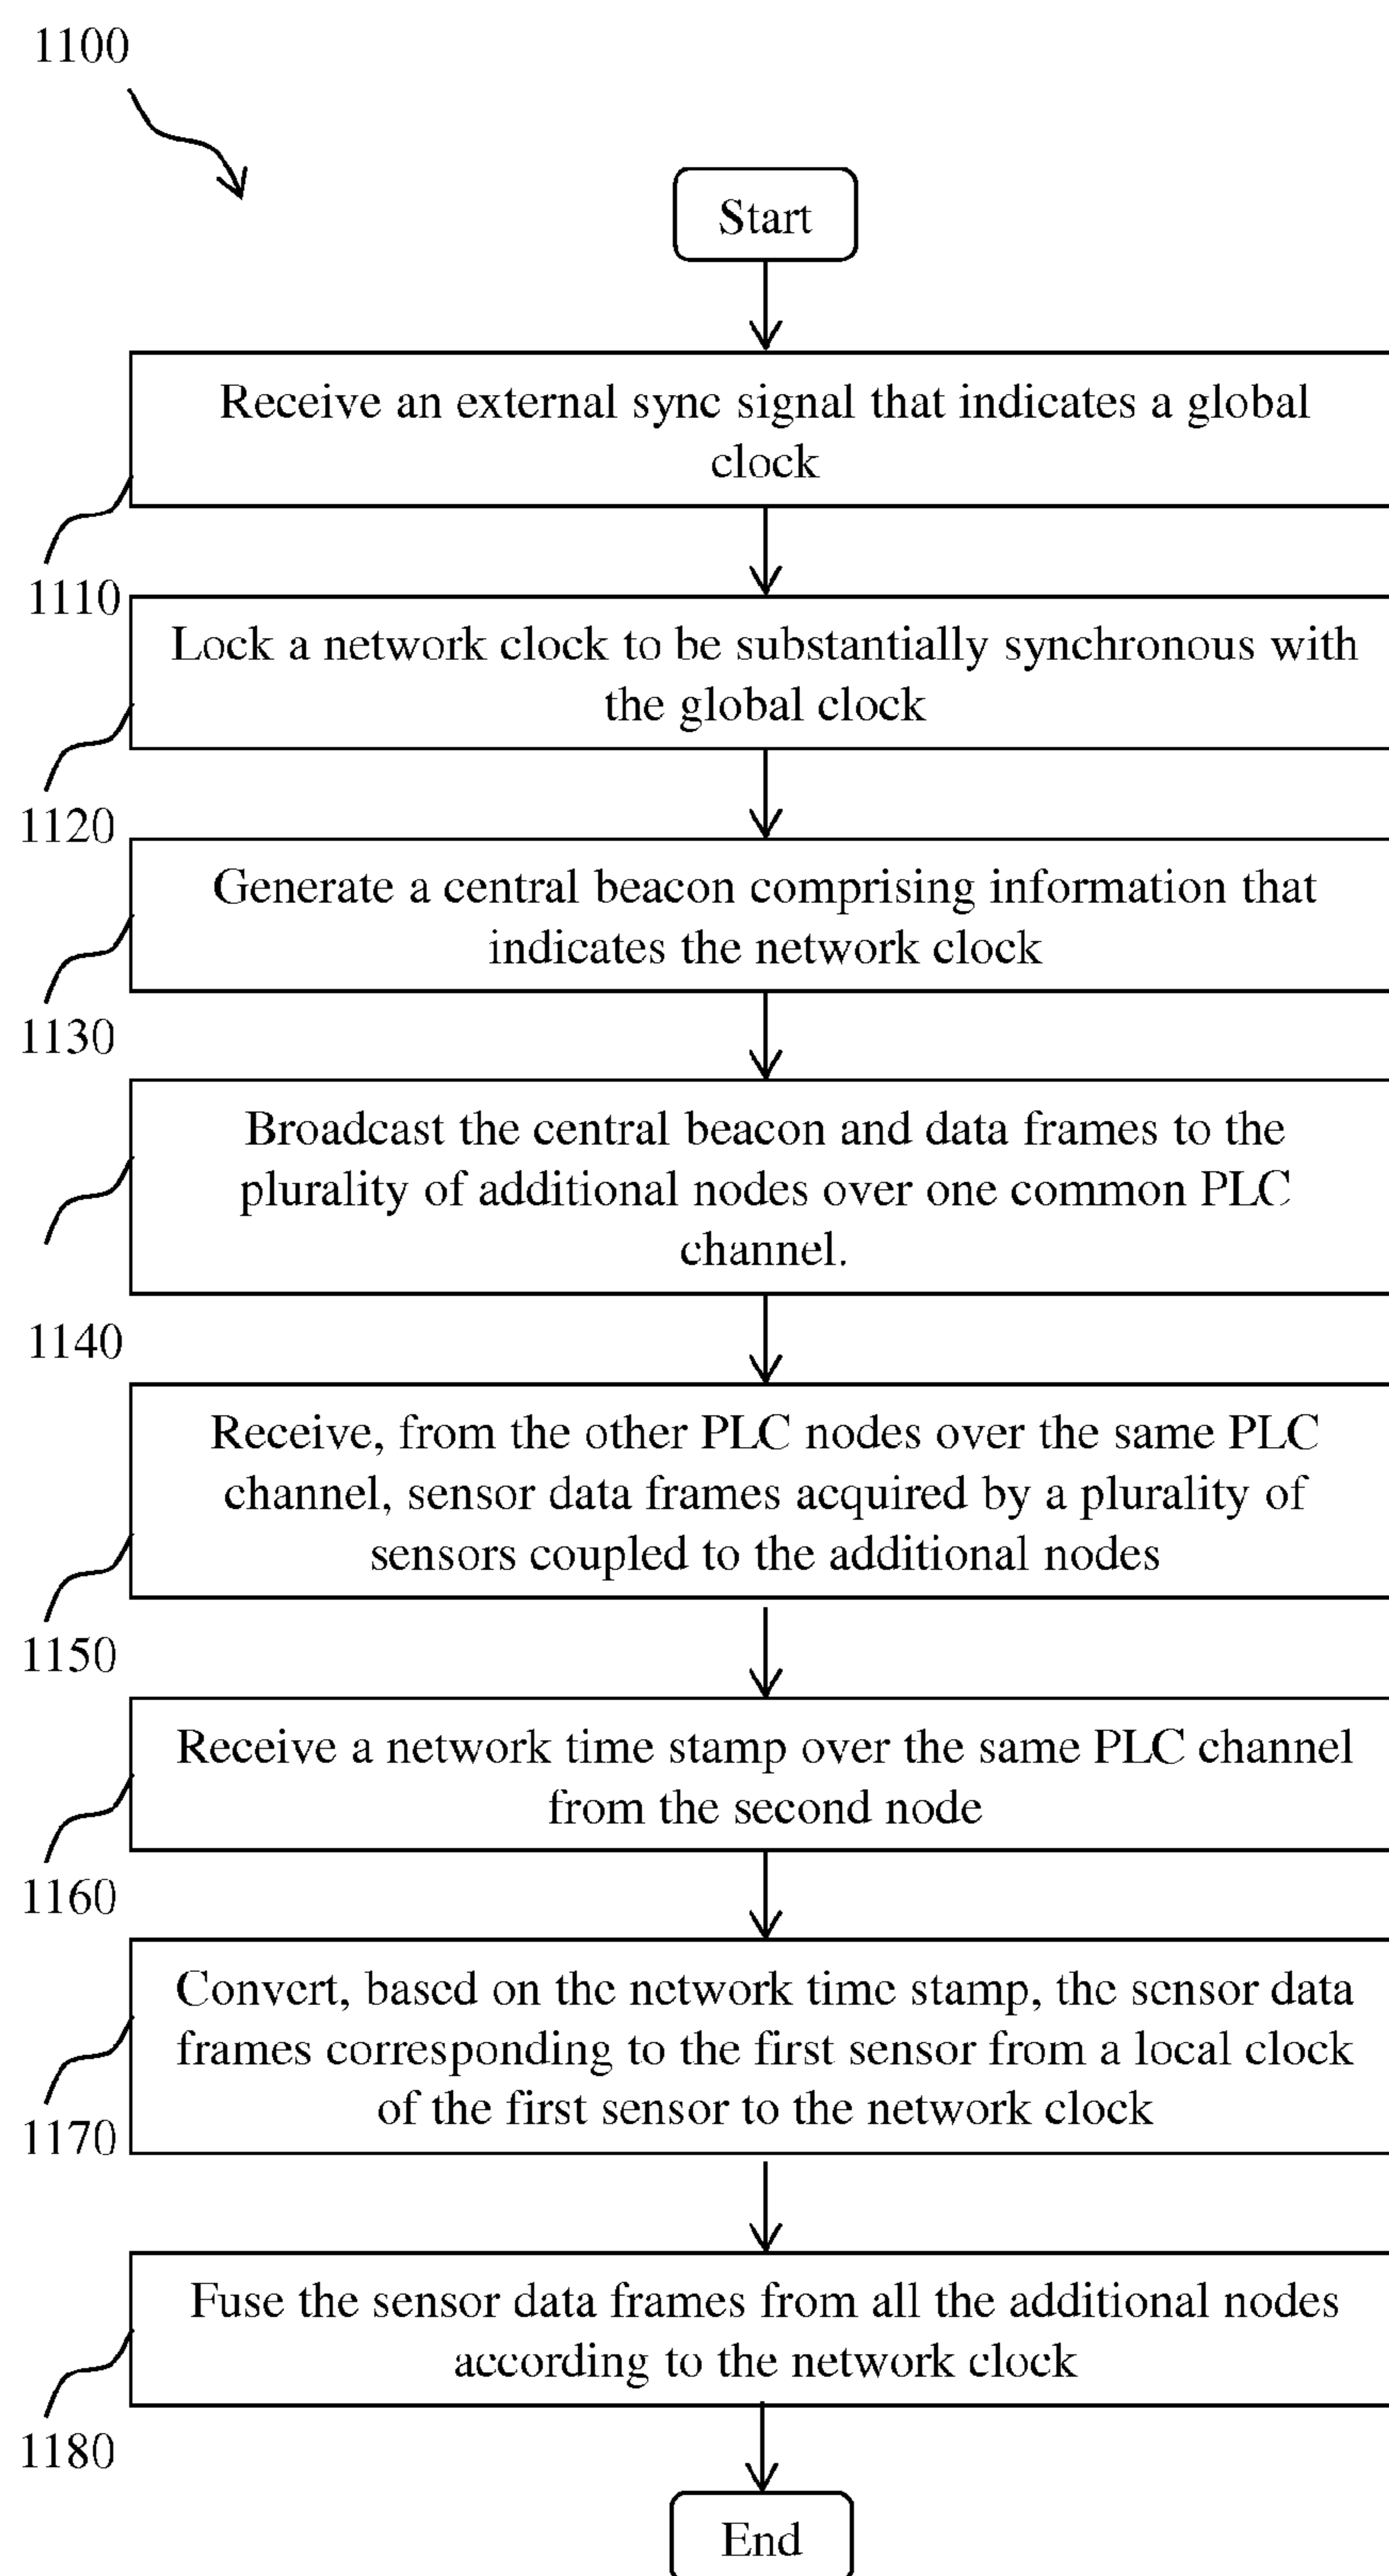 1100
Start
Receive an external sync signal that indicates a global
clock
1110
Lock a network clock to be substantially synchronous with
the global clock
1120
Generate a central beacon comprising information that
indicates the network clock
1130
Broadcast the central beacon and data frames to the
plurality of additional nodes over one common PLC
channel.
1140
Receive, from the other PLC nodes over the same PLC
channel, sensor data frames acquired by a plurality of
sensors coupled to the additional nodes
1150
Receive a network time stamp over the same PLC channel
from the second node
1160
Convert, based on the network time stamp, the sensor data
frames corresponding to the first sensor from a local clock
of the first sensor to the network clock
1170
Fuse the sensor data frames from all the additional nodes
according to the network clock
1180
End